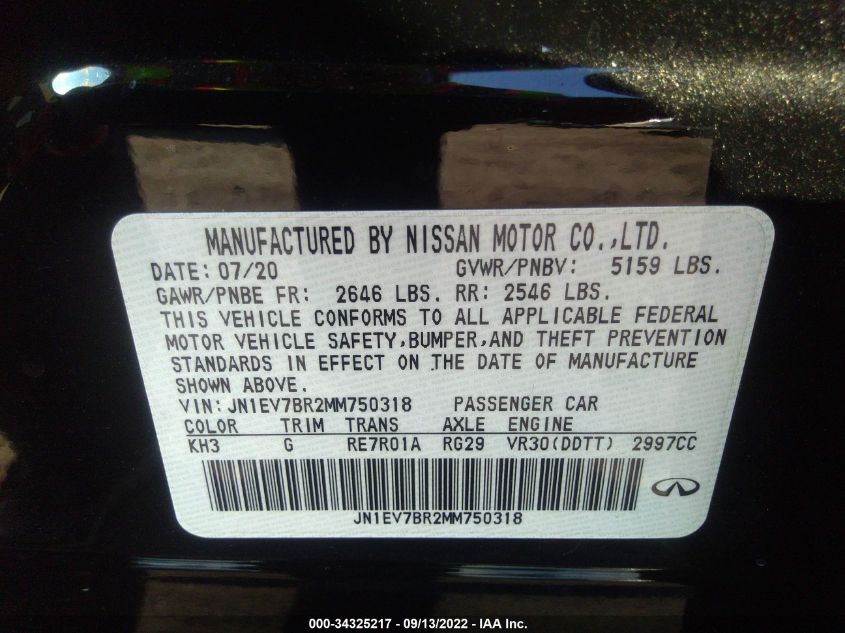 MANUFACTURED BY NISSAN MOTOR CO.,LTD.
DATE: 07/20 GVWR/PNBV: 5159 LBS.
GAWR/PNBE FR: 2646 LBS. RR: 2546 LBS.
THIS VEHICLE CONFORMS TO ALL APPLICABLE FEDERAL
MOTOR VEHICLE SAFETY,BUMPER,AND THEFT PREVENTION
STANDARDS IN EFFECT ON THE DATE OF MANUFACTURE
SHOWN ABOVE.
VIN: JN1EV7BR2MM750318 PASSENGER CAR
COLOR TRIM TRANS AXLE ENGINE
KH3 G RE7R01A RG29 VR30(DDTT) 2997CC
JN1EV7BR2MM750318
000-34325217 - 09/13/2022 - IAA Inc.